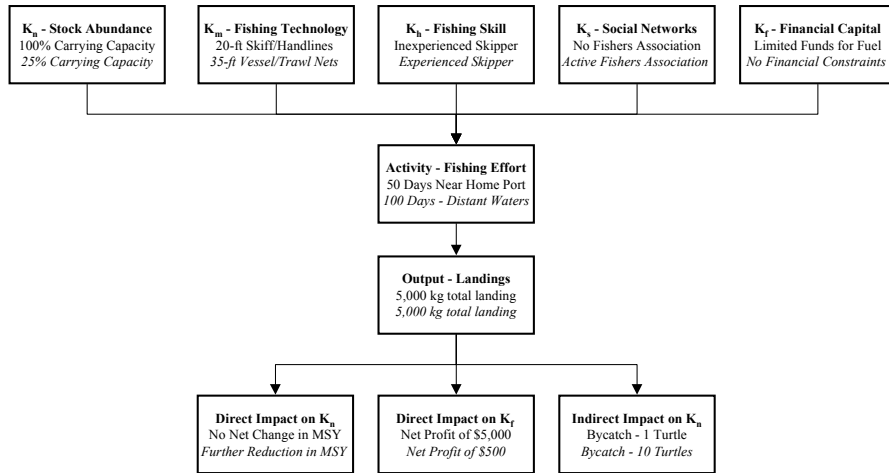 Kn - Stock Abundance
100% Carrying Capacity
25% Carrying Capacity
Km - Fishing Technology
20-ft Skiff/Handlines
35-ft Vessel/Trawl Nets
Kh - Fishing Skill
Inexperienced Skipper
Experienced Skipper
Ks - Social Networks
No Fishers Association
Active Fishers Association
Kf - Financial Capital
Limited Funds for Fuel
No Financial Constraints
Activity - Fishing Effort
50 Days Near Home Port
100 Days - Distant Waters
Output - Landings
5,000 kg total landing
5,000 kg total landing
Direct Impact on Kn
No Net Change in MSY
Further Reduction in MSY
Direct Impact on Kf
Net Profit of $5,000
Net Profit of $500
Indirect Impact on Kn
Bycatch - 1 Turtle
Bycatch - 10 Turtles